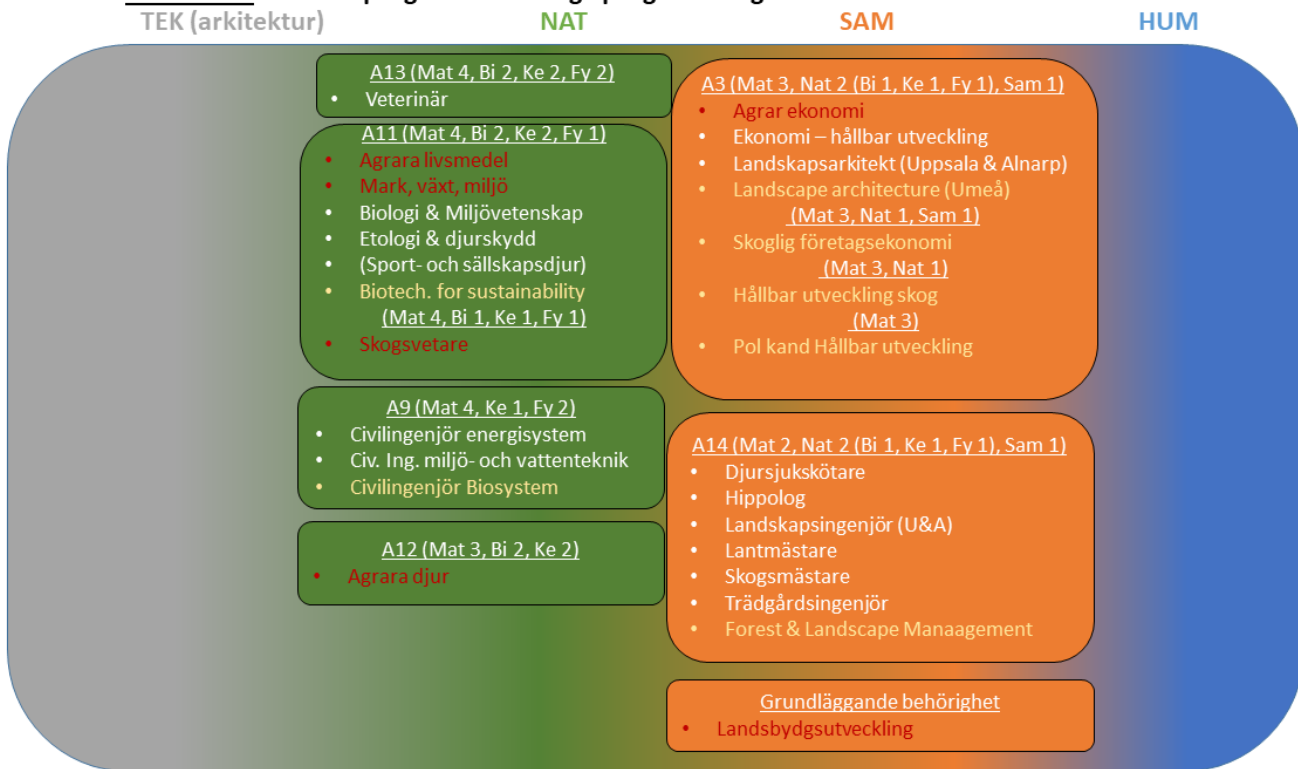 TEK (arkitektur) NAT SAM HUM
A13 (Mat 4, Bi 2, Ke 2, Fy 2)
• Veterinär
A11 (Mat 4, Bi 2, Ke 2, Fy 1)
• Agrara livsmedel
• Mark, växt, miljö
• Biologi & Miljövetenskap
• Etologi & djurskydd
• (Sport- och sällskapsdjur)
• Biotech. for sustainability
(Mat 4, Bi 1, Ke 1, Fy 1)
• Skogsvetare
A9 (Mat 4, Ke 1, Fy 2)
• Civilingenjör energisystem
• Civ. Ing. miljö- och vattenteknik
• Civilingenjör Biosystem
A12 (Mat 3, Bi 2, Ke 2)
• Agrara djur
A3 (Mat 3, Nat 2 (Bi 1, Ke 1, Fy 1), Sam 1)
• Agrar ekonomi
• Ekonomi – hållbar utveckling
• Landskapsarkitekt (Uppsala & Alnarp)
• Landscape architecture (Umeå)
(Mat 3, Nat 1, Sam 1)
• Skoglig företagsekonomi
(Mat 3, Nat 1)
• Hållbar utveckling skog
(Mat 3)
• Pol kand Hållbar utveckling
A14 (Mat 2, Nat 2 (Bi 1, Ke 1, Fy 1), Sam 1)
• Djursjukskötare
• Hippolog
• Landskapsingenjör (U&A)
• Lantmästare
• Skogsmästare
• Trädgårdsingenjör
• Forest & Landscape Manaagement
Grundläggande behörighet
• Landsbydgsutveckling